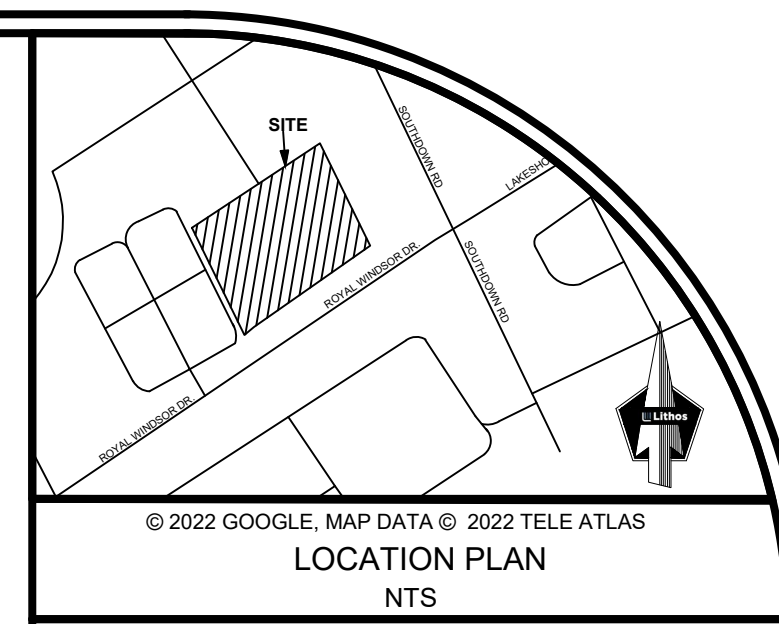 SITE
SOUTHDOWN RD
LAKESHO
ROYAL WINDSOR DR.
SOUTHDOWN RD
ROYAL WINDSOR DR.
Lithos
© 2022 GOOGLE, MAP DATA © 2022 TELE ATLAS
LOCATION PLAN
NTS